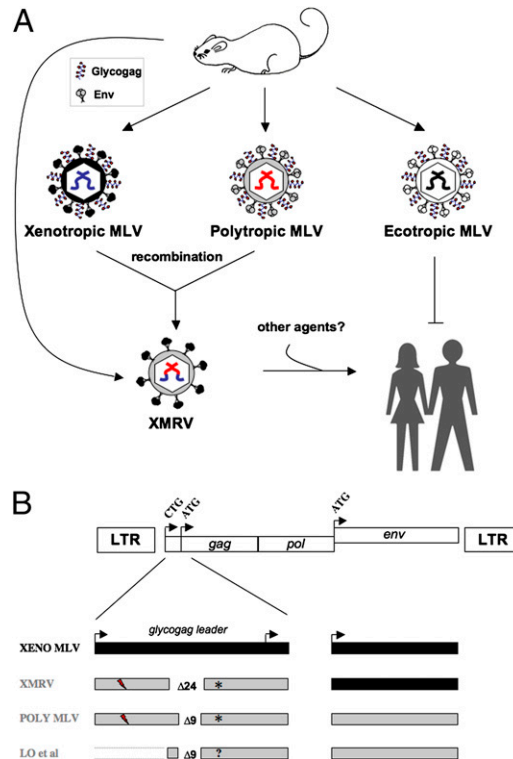 A
Glycogag
Env
Xenotropic MLV
Polytropic MLV
Ecotropic MLV
recombination
other agents?
XMRV
B
CTG
ATG
ATG
LTR
gag
pol
env
LTR
glycogag leader
XENO MLV
XMRV
Δ24
*
POLY MLV
Δ9
*
LO et al
Δ9
?